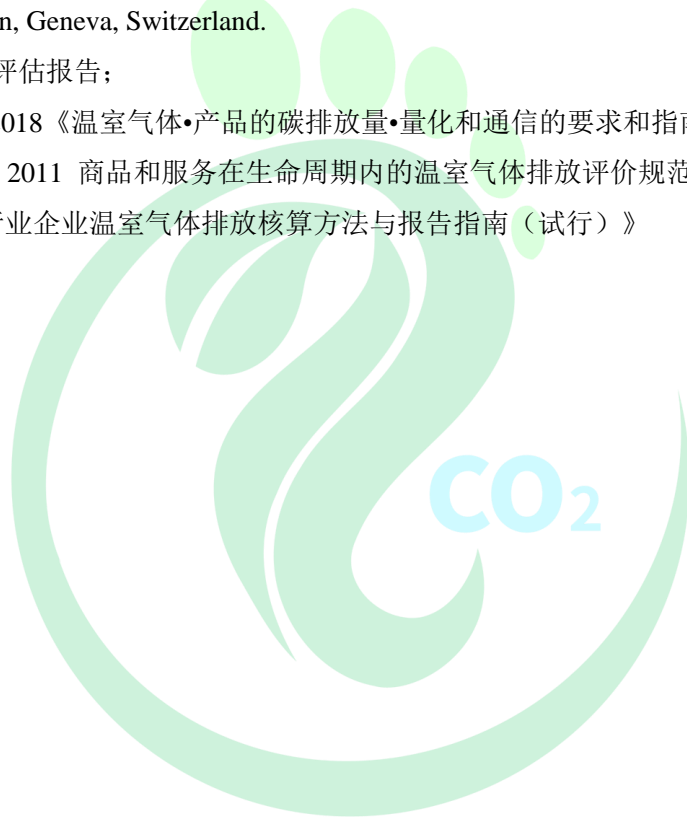 n, Geneva, Switzerland.
评估报告；
018《温室气体•产品的碳排放量•量化和通信的要求和指南
2011 商品和服务在生命周期内的温室气体排放评价规范
业企业温室气体排放核算方法与报告指南（试行）》
CO2